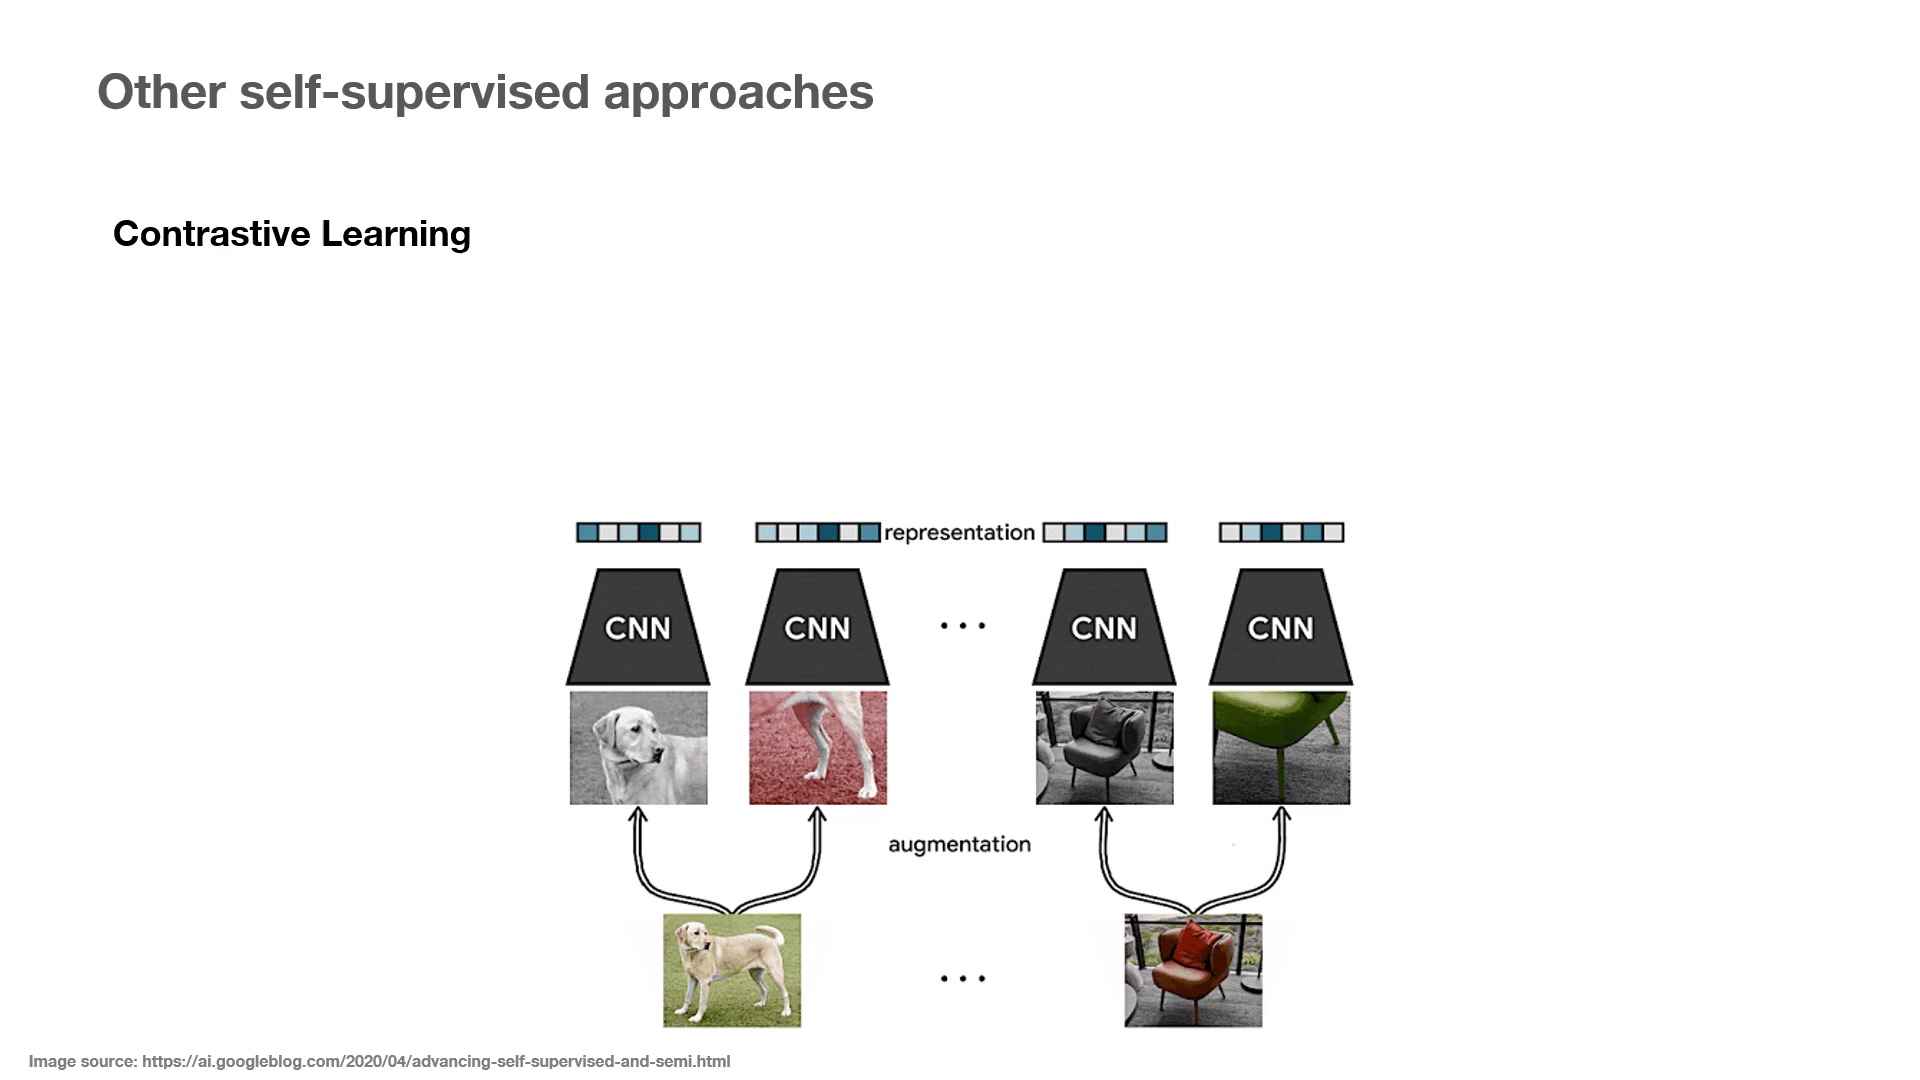 Other self-supervised approaches
Contrastive Learning
representation
CNN CNN ... CNN CNN
augmentation
...
Image source: https://ai.googleblog.com/2020/04/advancing-self-supervised-and-semi.html